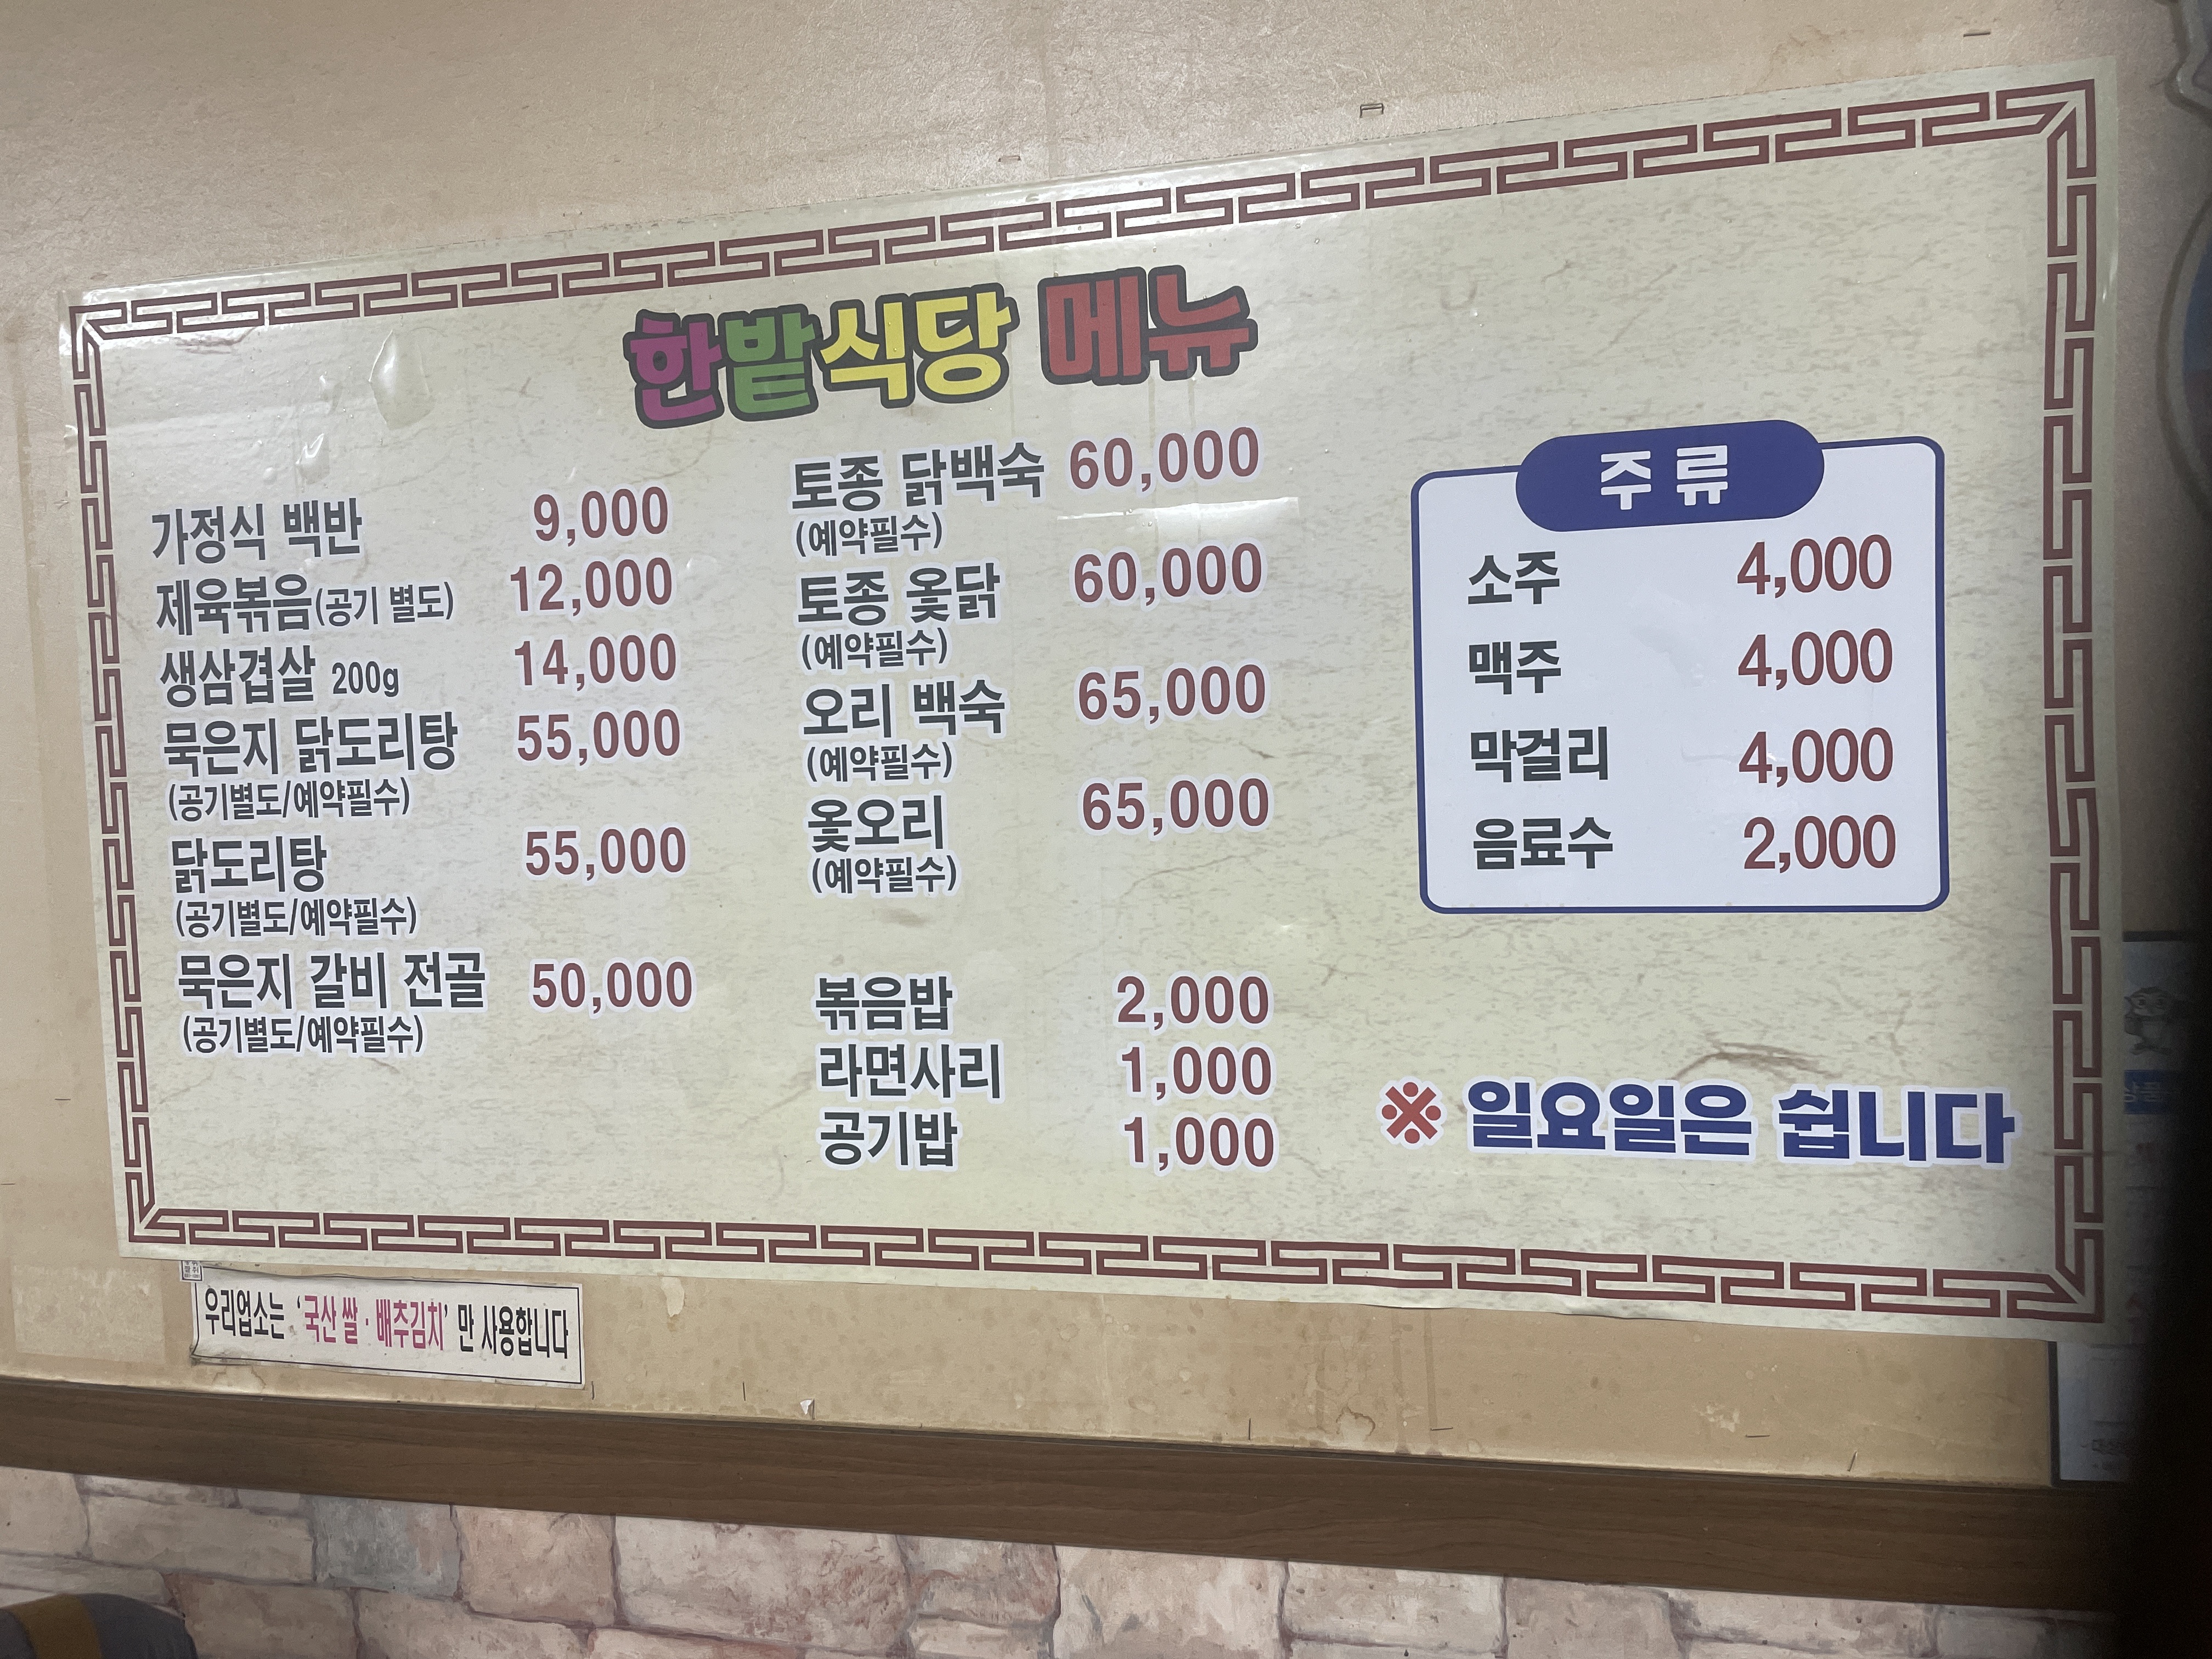 한밭식당 메뉴
가정식 백반 9,000
제육볶음(공기 별도) 12,000
생삼겹살 200g 14,000
묵은지 닭도리탕 55,000
(공기별도/예약필수)
닭도리탕 55,000
(공기별도/예약필수)
묵은지 갈비 전골 50,000
(공기별도/예약필수)
토종 닭백숙 60,000
(예약필수)
토종 옻닭 60,000
(예약필수)
오리 백숙 65,000
(예약필수)
옻오리 65,000
(예약필수)
볶음밥 2,000
라면사리 1,000
공기밥 1,000
주류
소주 4,000
맥주 4,000
막걸리 4,000
음료수 2,000
※ 일요일은 쉽니다
우리업소는 '국산 쌀·배추김치' 만 사용합니다